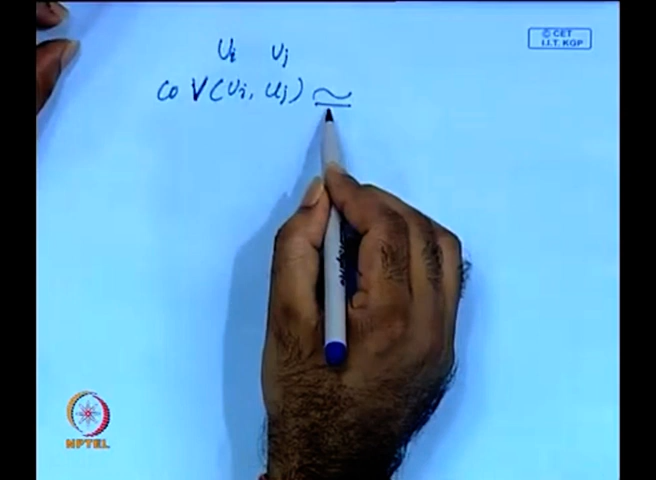 Ui Uj
Cov(Ui, Uj) ≃
© CET
I.I.T. KGP
NPTEL